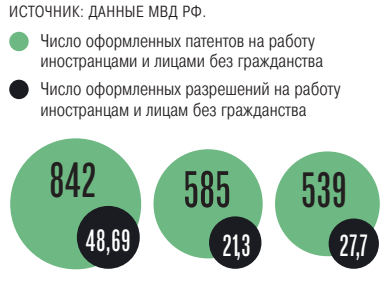 ИСТОЧНИК: ДАННЫЕ МВД РФ.
Число оформленных патентов на работу
иностранцами и лицами без гражданства
Число оформленных разрешений на работу
иностранцам и лицам без гражданства
842 585 539
48,69 21,3 27,7